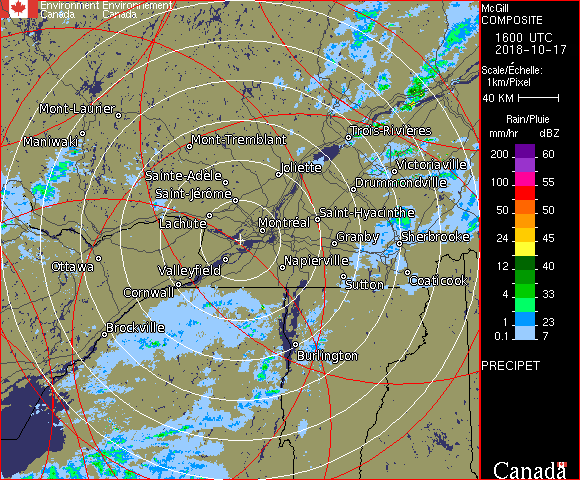 Environment Environnement
Canada Canada
McGill
COMPOSITE
1600 UTC
2018-10-17
Scale/Échelle:
1km/Pixel
40 KM
Rain/Pluie
mm/hr dBZ
200 60
100 55
50 50
24 45
12 40
4 33
1 23
0.1 7
PRECIPET
Canada
Mont-Laurier
Maniwaki
Mont-Tremblant
Trois-Rivières
Sainte-Adèle
Joliette
Victoriaville
Saint-Jérôme
Drummondville
Lachute
Montréal
Saint-Hyacinthe
Granby
Sherbrooke
Ottawa
Valleyfield
Napierville
Cornwall
Sutton
Coaticook
Brockville
Burlington